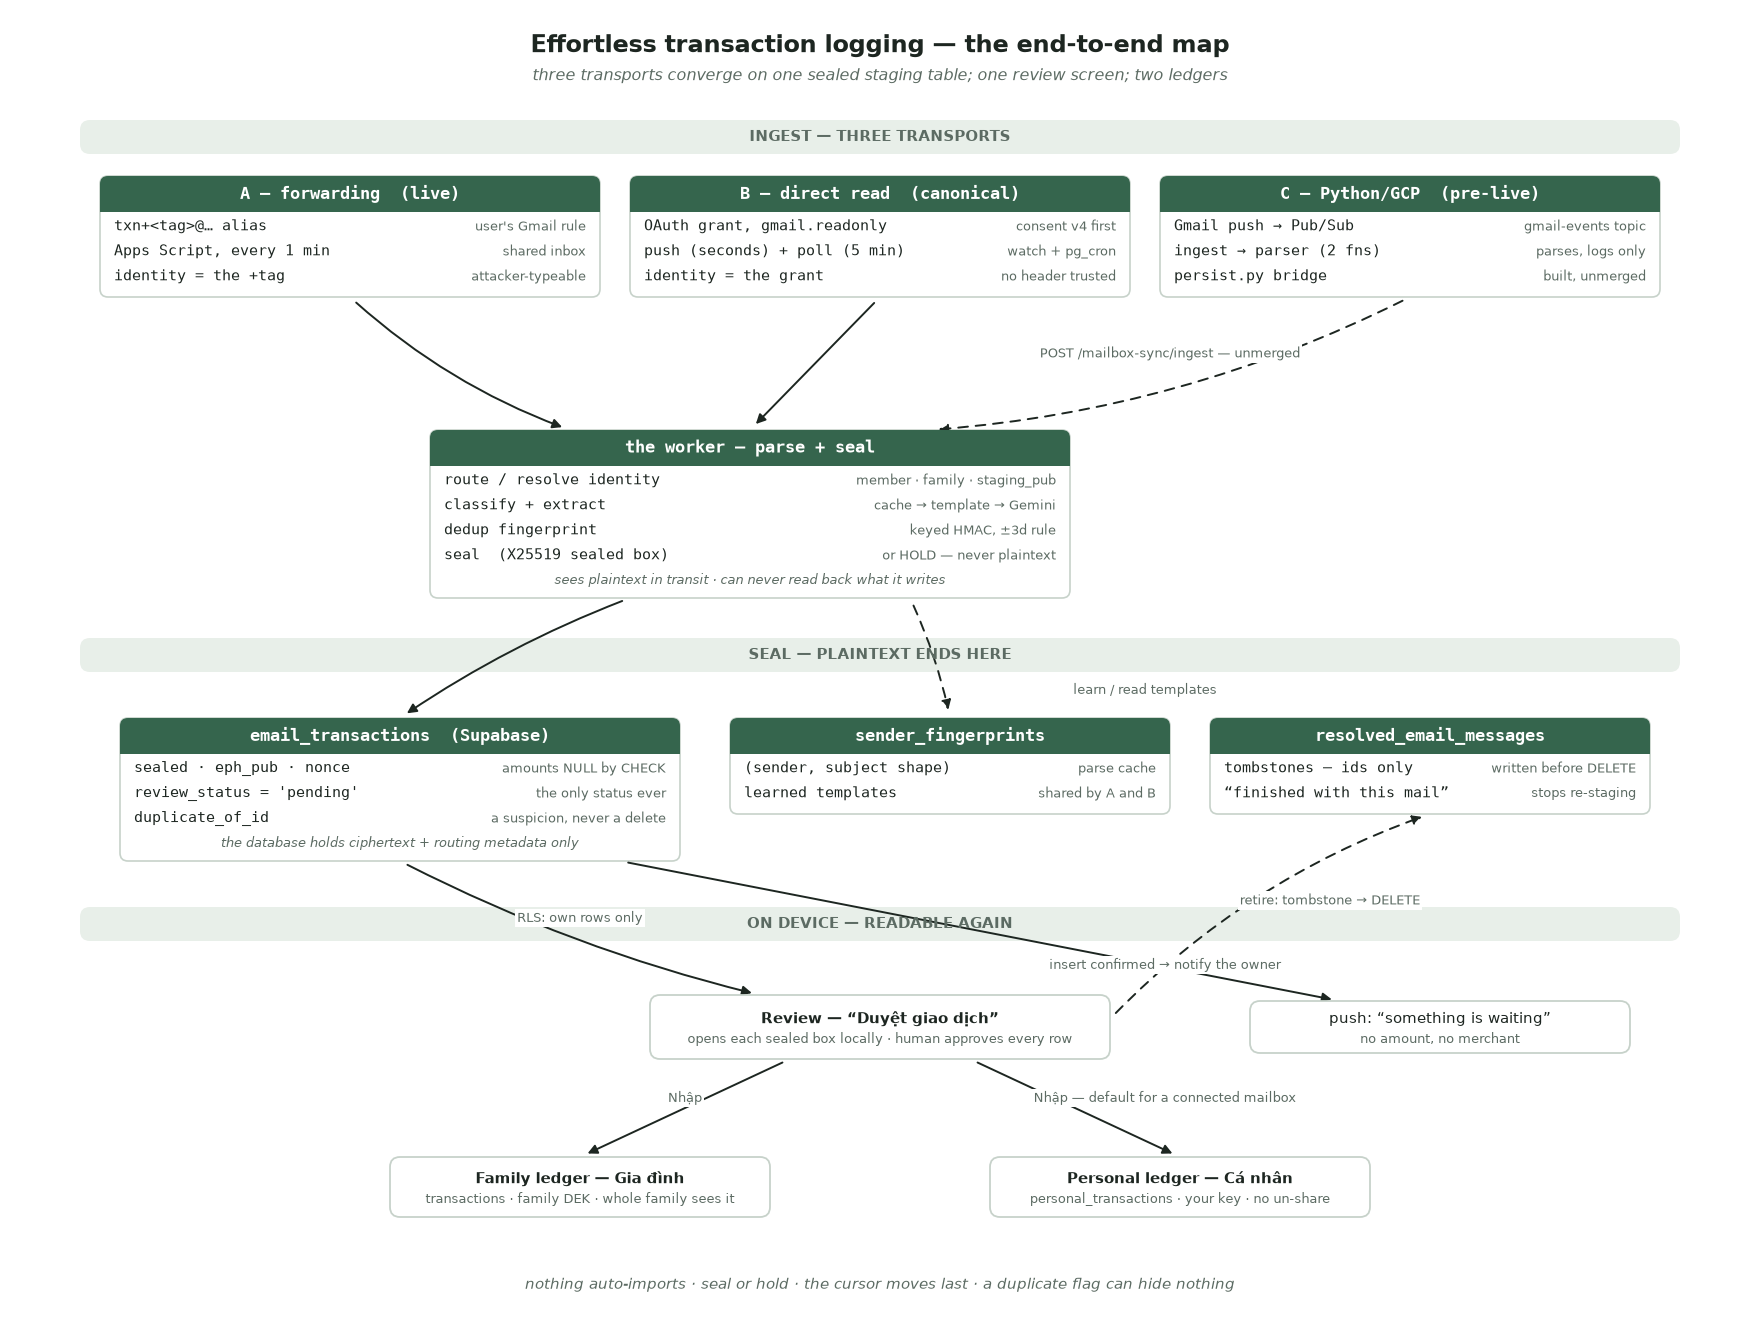 Effortless transaction logging — the end-to-end map
three transports converge on one sealed staging table; one review screen; two ledgers
INGEST — THREE TRANSPORTS
A — forwarding (live)
txn+<tag>@… alias user's Gmail rule
Apps Script, every 1 min shared inbox
identity = the +tag attacker-typeable
B — direct read (canonical)
OAuth grant, gmail.readonly consent v4 first
push (seconds) + poll (5 min) watch + pg_cron
identity = the grant no header trusted
C — Python/GCP (pre-live)
Gmail push → Pub/Sub gmail-events topic
ingest → parser (2 fns) parses, logs only
persist.py bridge built, unmerged
POST /mailbox-sync/ingest — unmerged
the worker — parse + seal
route / resolve identity member · family · staging_pub
classify + extract cache → template → Gemini
dedup fingerprint keyed HMAC, ±3d rule
seal (X25519 sealed box) or HOLD — never plaintext
sees plaintext in transit · can never read back what it writes
SEAL — PLAINTEXT ENDS HERE
learn / read templates
email_transactions (Supabase)
sealed · eph_pub · nonce amounts NULL by CHECK
review_status = 'pending' the only status ever
duplicate_of_id a suspicion, never a delete
the database holds ciphertext + routing metadata only
sender_fingerprints
(sender, subject shape) parse cache
learned templates shared by A and B
resolved_email_messages
tombstones — ids only written before DELETE
“finished with this mail” stops re-staging
retire: tombstone → DELETE
RLS: own rows only
ON DEVICE — READABLE AGAIN
insert confirmed → notify the owner
Review — “Duyệt giao dịch”
opens each sealed box locally · human approves every row
push: “something is waiting”
no amount, no merchant
Nhập
Nhập — default for a connected mailbox
Family ledger — Gia đình
transactions · family DEK · whole family sees it
Personal ledger — Cá nhân
personal_transactions · your key · no un-share
nothing auto-imports · seal or hold · the cursor moves last · a duplicate flag can hide nothing